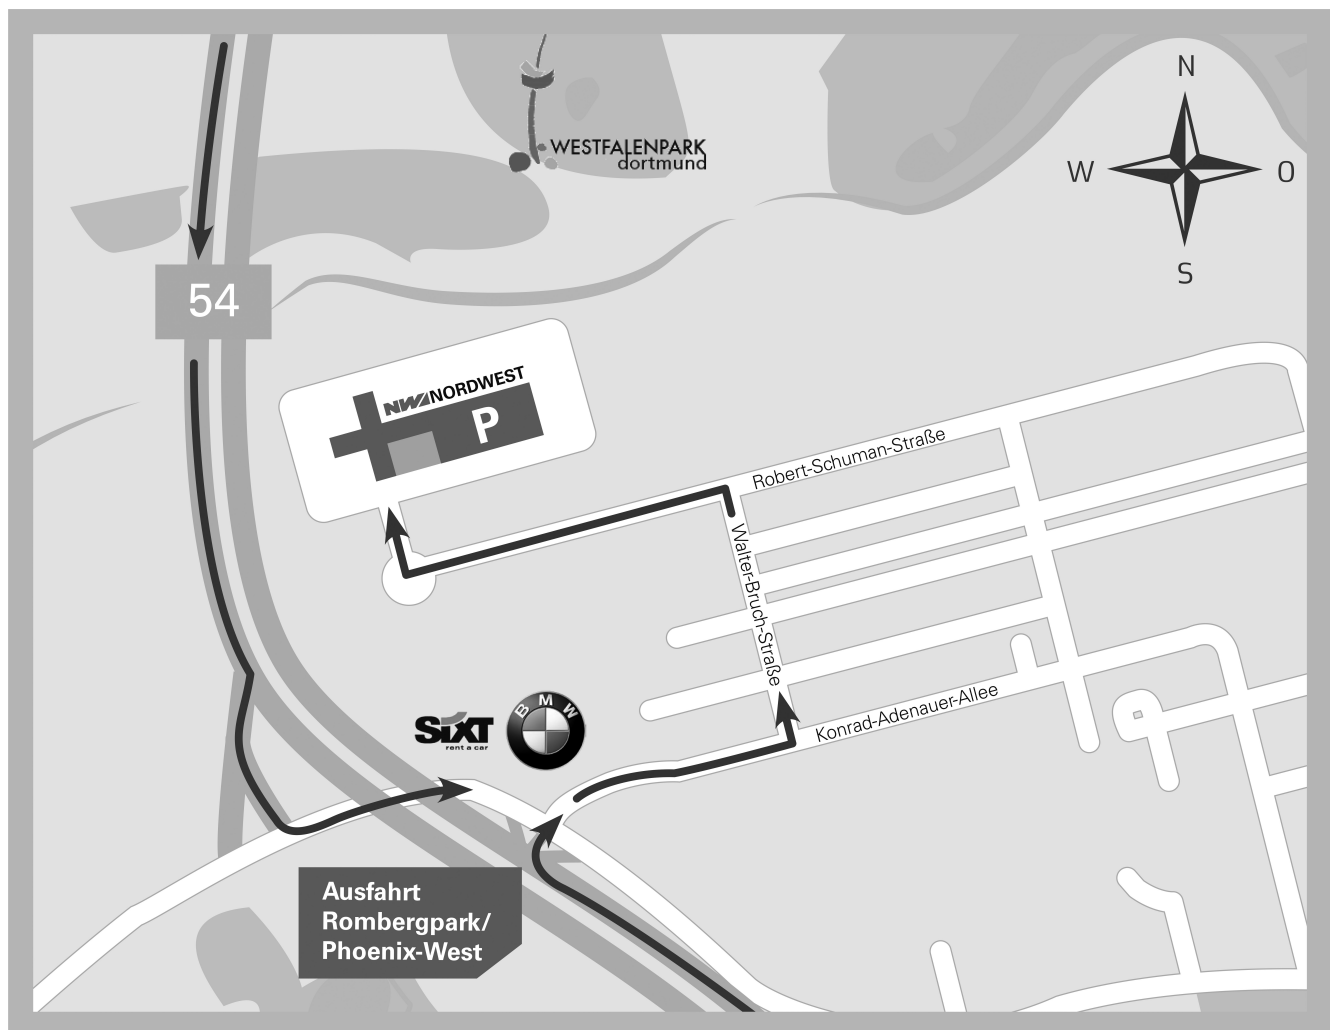 N
WESTFALENPARK
dortmund
W
O
S
54
NW NORDWEST
P
Robert-Schuman-Straße
Walter-Bruch-Straße
Konrad-Adenauer-Allee
SIXT
rent a car
BMW
Ausfahrt
Rombergpark/
Phoenix-West